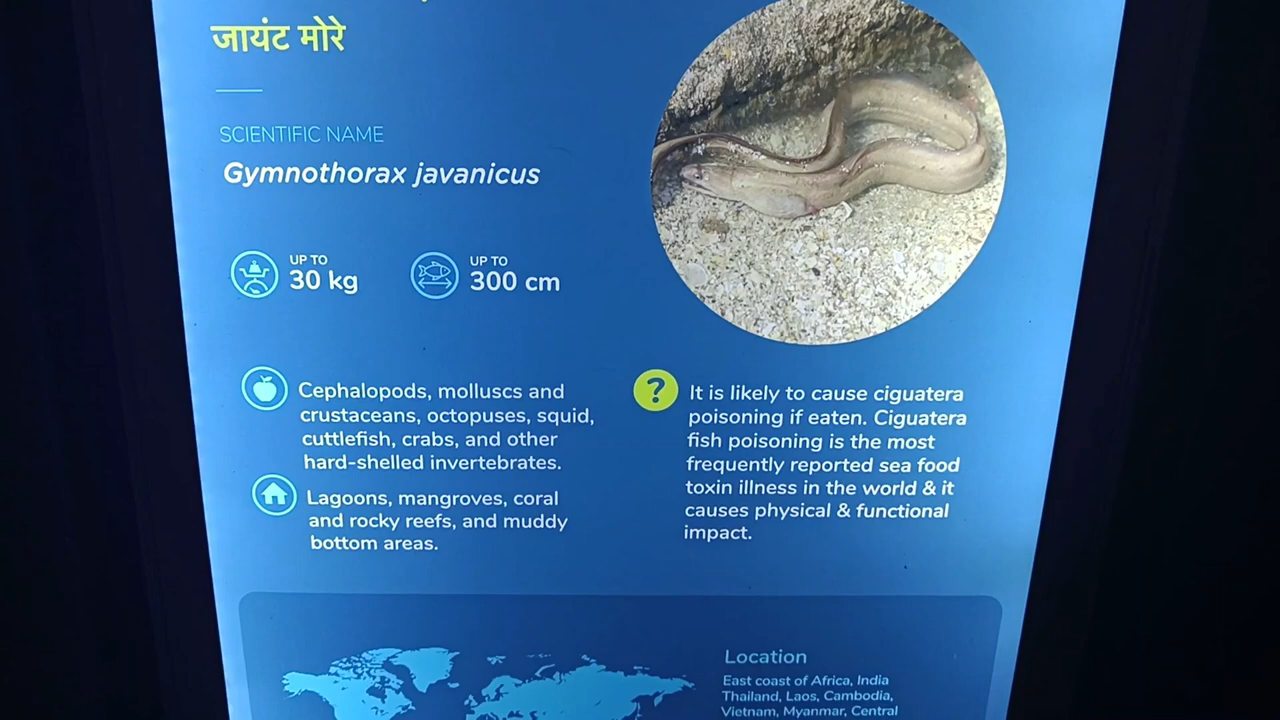 जायंट मोरे
SCIENTIFIC NAME
Gymnothorax javanicus
UP TO
30 kg
UP TO
300 cm
Cephalopods, molluscs and
crustaceans, octopuses, squid,
cuttlefish, crabs, and other
hard-shelled invertebrates.
Lagoons, mangroves, coral
and rocky reefs, and muddy
bottom areas.
?
It is likely to cause ciguatera
poisoning if eaten. Ciguatera
fish poisoning is the most
frequently reported sea food
toxin illness in the world & it
causes physical & functional
impact.
Location
East coast of Africa, India
Thailand, Laos, Cambodia,
Vietnam, Myanmar, Central